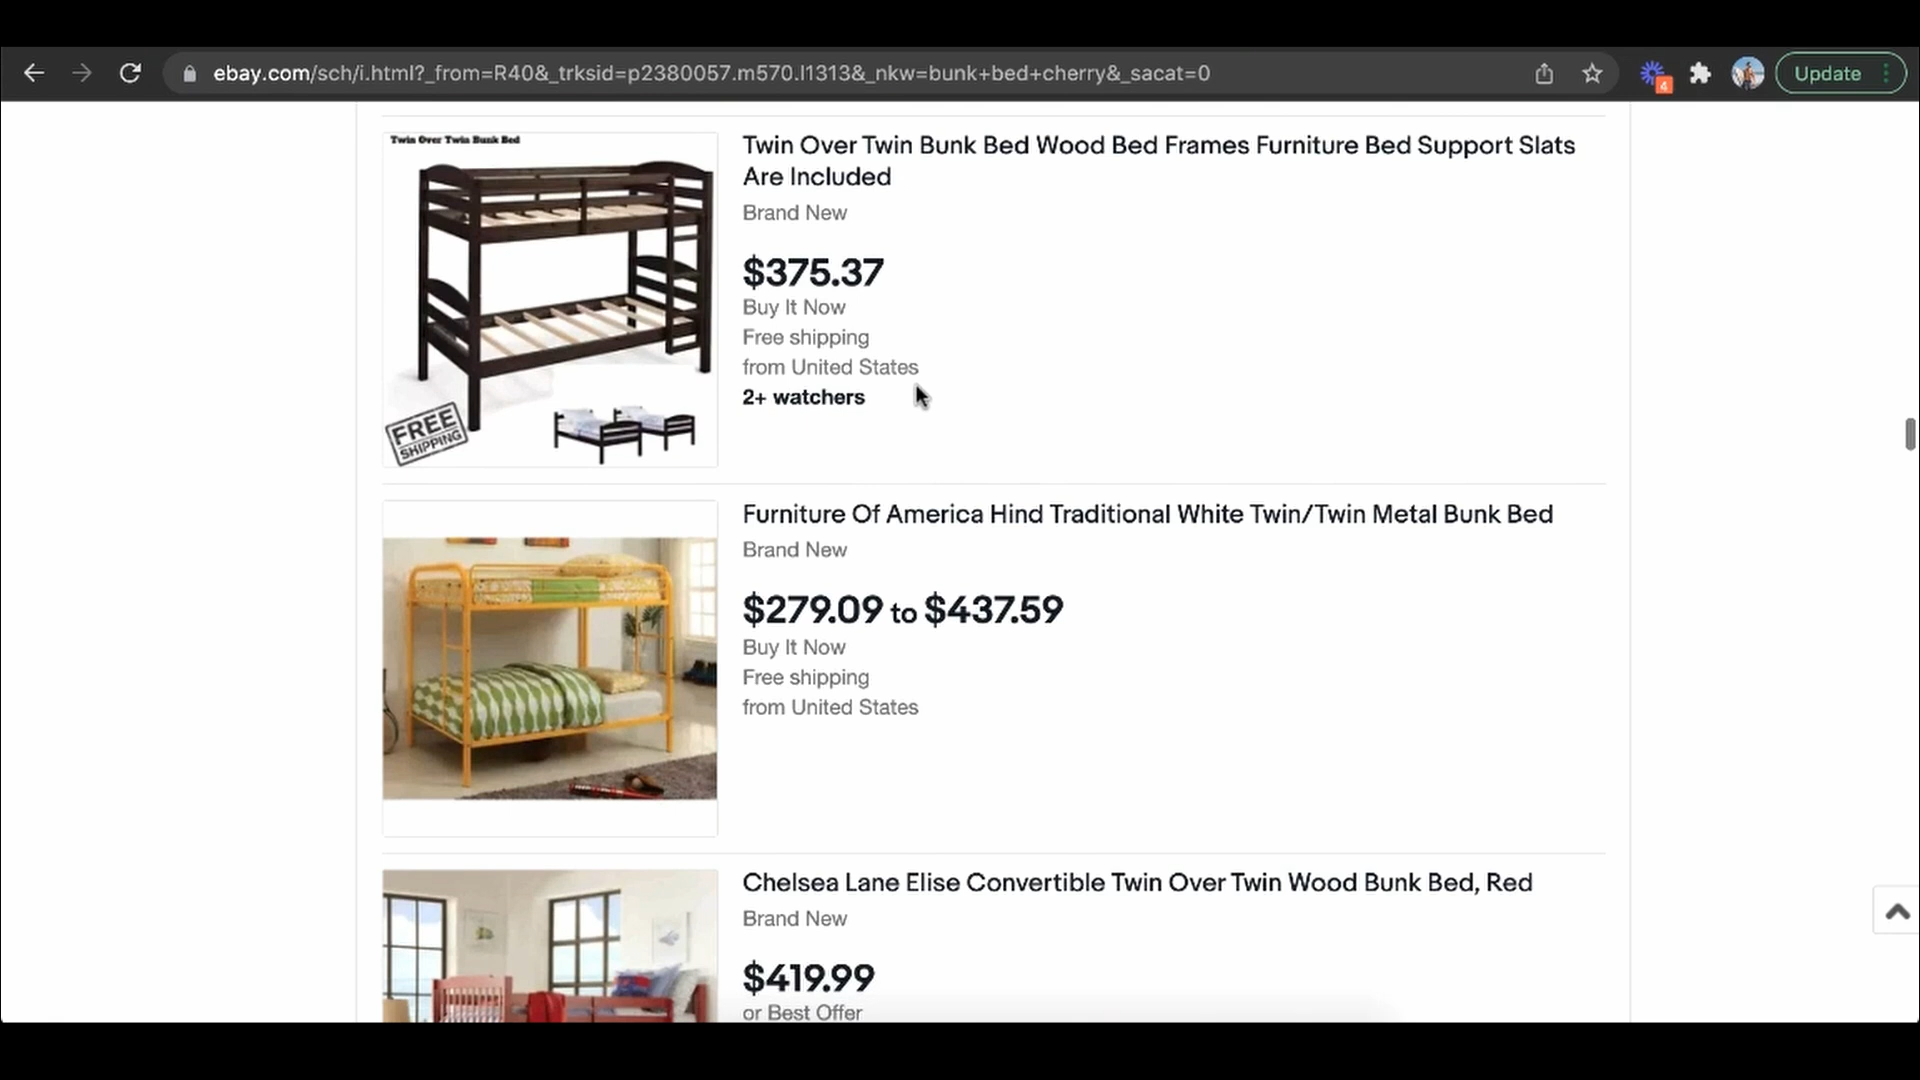 ebay.com/sch/i.html?_from=R40&_trksid=p2380057.m570.l1313&_nkw=bunk+bed+cherry&_sacat=0
4
Update
Twin Over Twin Bunk Bed
FREE
SHIPPING
Twin Over Twin Bunk Bed Wood Bed Frames Furniture Bed Support Slats
Are Included
Brand New
$375.37
Buy It Now
Free shipping
from United States
2+ watchers
Furniture Of America Hind Traditional White Twin/Twin Metal Bunk Bed
Brand New
$279.09 to $437.59
Buy It Now
Free shipping
from United States
Chelsea Lane Elise Convertible Twin Over Twin Wood Bunk Bed, Red
Brand New
$419.99
or Best Offer